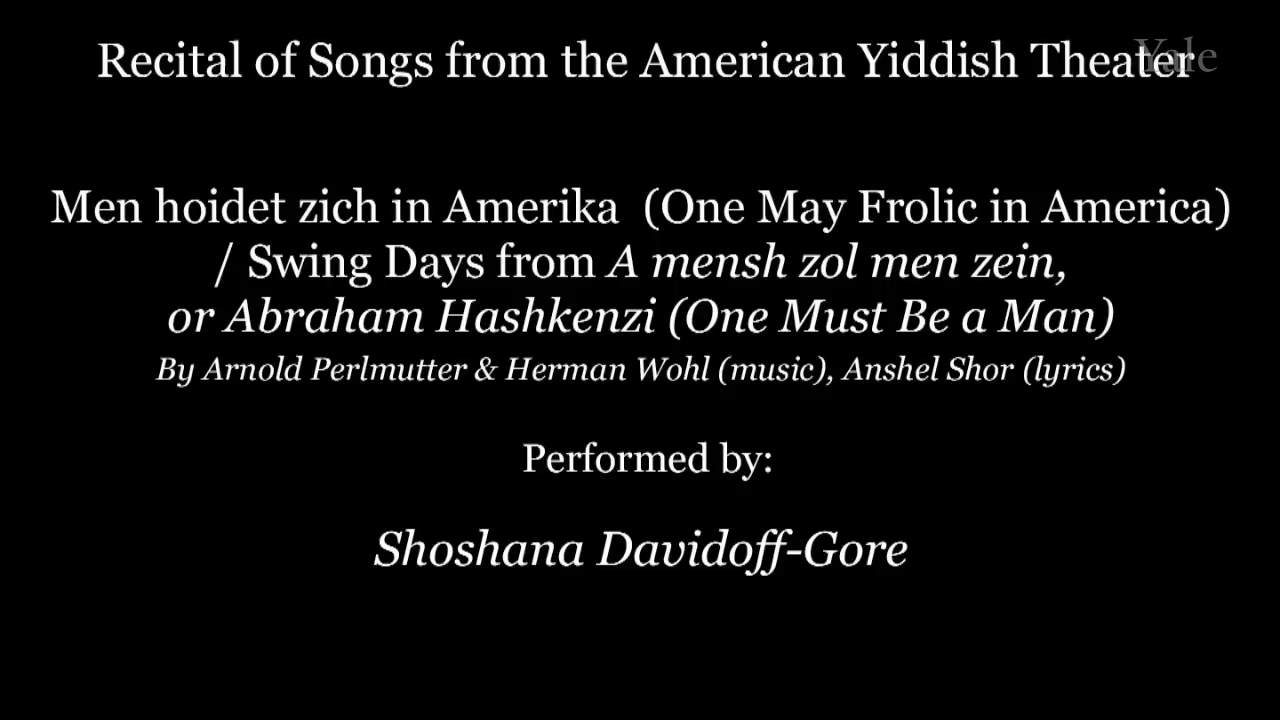 Recital of Songs from the American Yiddish Theater
Yale
Men hoidet zich in Amerika (One May Frolic in America)
/ Swing Days from A mensh zol men zein,
or Abraham Hashkenzi (One Must Be a Man)
By Arnold Perlmutter & Herman Wohl (music), Anshel Shor (lyrics)
Performed by:
Shoshana Davidoff-Gore